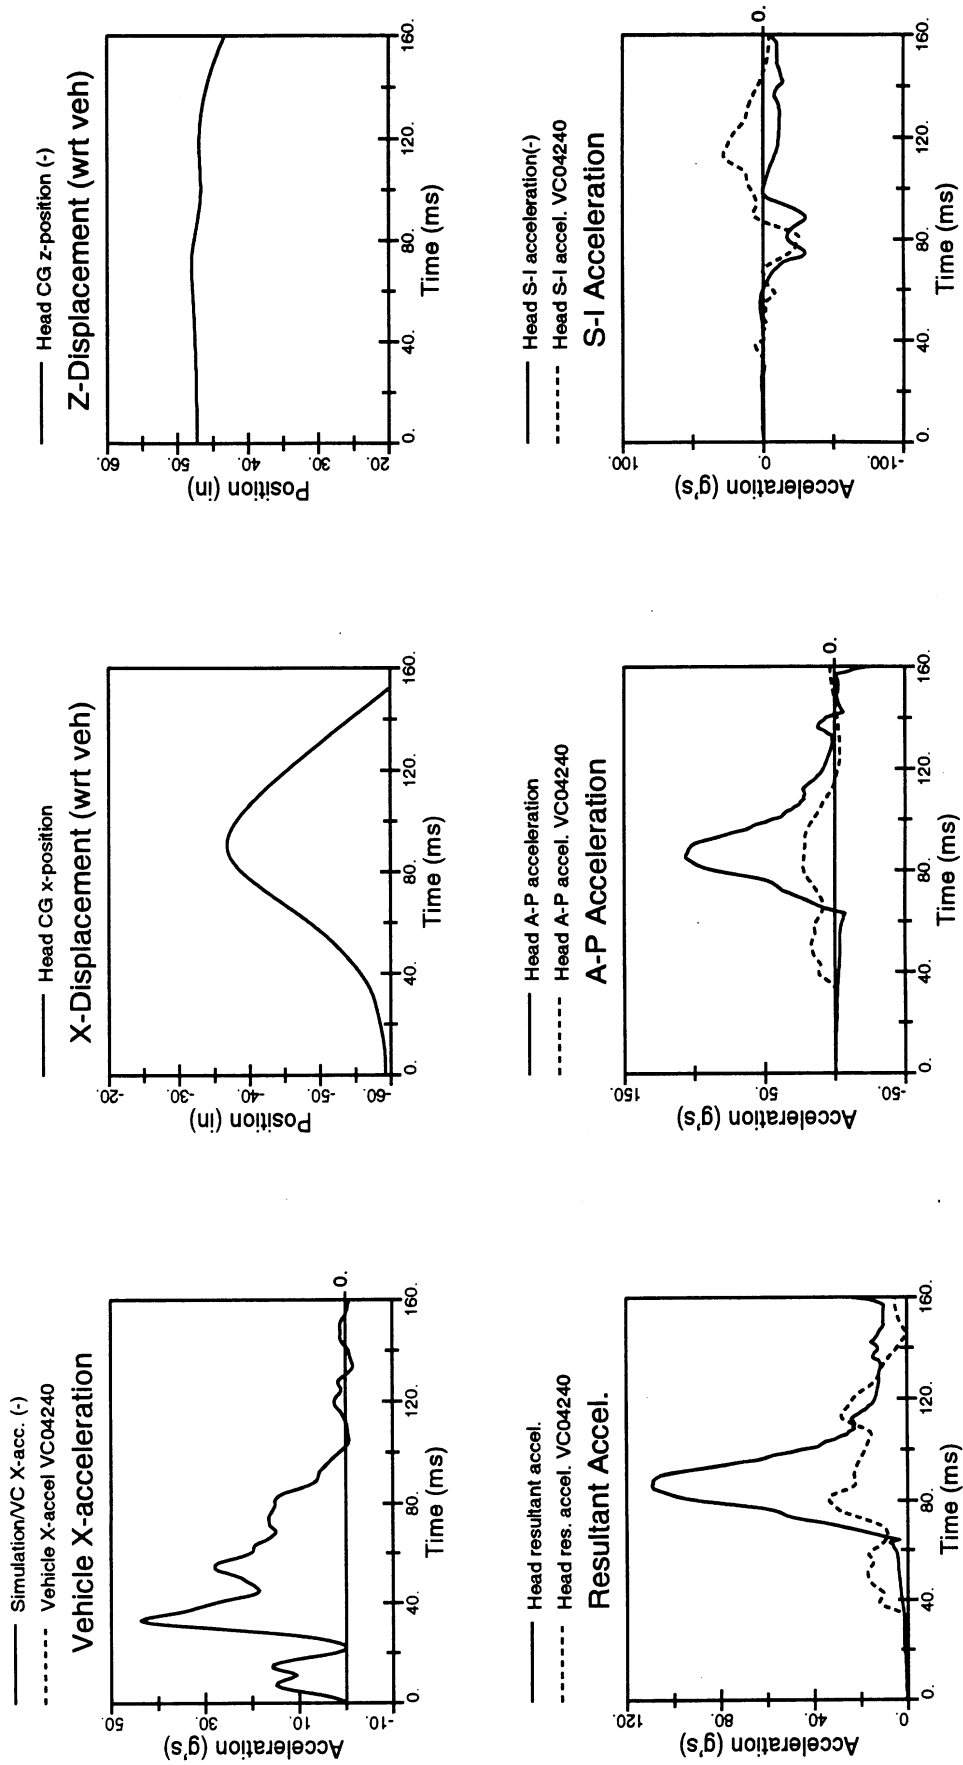 Simulation/VC X-acc. (-)
Vehicle X-accel VC04240
Vehicle X-acceleration
Acceleration (g's)
50.
30.
10.
-10.
0.
0.
40.
80.
120.
160.
Time (ms)
Head CG x-position
X-Displacement (wrt veh)
Position (in)
-20.
-30.
-40.
-50.
-60.
0.
40.
80.
120.
160.
Time (ms)
Head CG z-position (-)
Z-Displacement (wrt veh)
Position (in)
60.
50.
40.
30.
20.
0.
40.
80.
120.
160.
Time (ms)
Head resultant accel.
Head res. accel. VC04240
Resultant Accel.
Acceleration (g's)
120.
80.
40.
0.
0.
40.
80.
120.
160.
Time (ms)
Head A-P acceleration
Head A-P accel. VC04240
A-P Acceleration
Acceleration (g's)
150
50.
-50.
0.
0.
40.
80.
120.
160.
Time (ms)
Head S-I acceleration(-)
Head S-I accel. VC04240
S-I Acceleration
Acceleration (g's)
100.
0.
-100.
0.
0.
40.
80.
120.
160.
Time (ms)